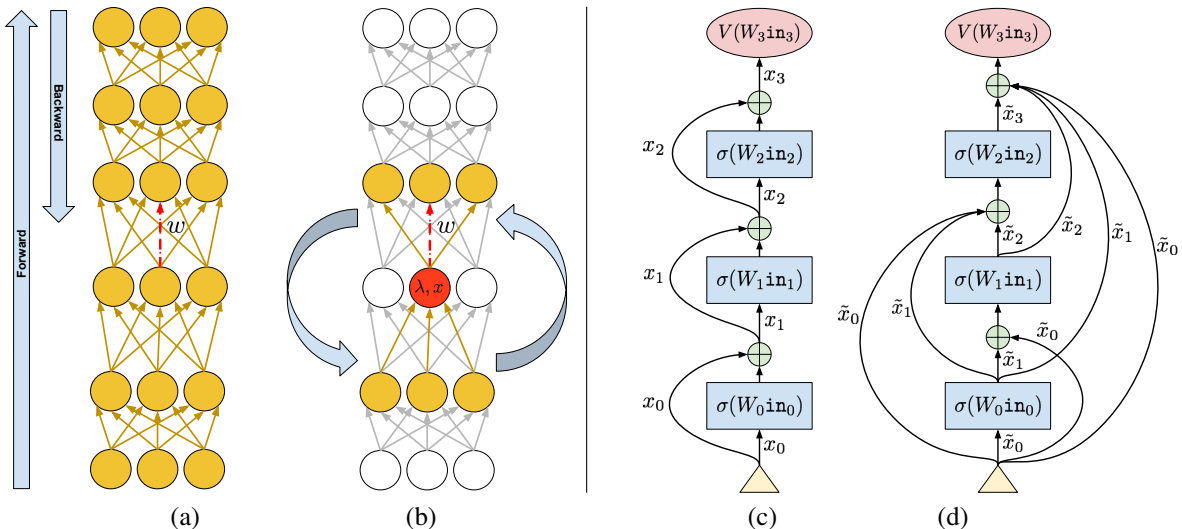 Forward
Backward
w
(a)
w
λ, x
(b)
V(W₃in₃)
x₃
σ(W₂in₂)
x₂
x₂
σ(W₁in₁)
x₁
x₁
σ(W₀in₀)
x₀
x₀
(c)
V(W₃in₃)
x̃₃
σ(W₂in₂)
x̃₂
x̃₂
x̃₁
x̃₀
σ(W₁in₁)
x̃₀
x̃₁
x̃₀
x̃₁
σ(W₀in₀)
x̃₀
(d)